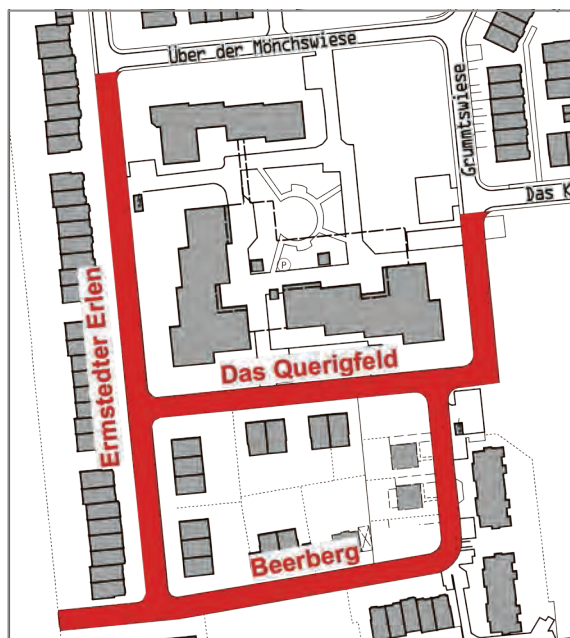 Über der Mönchswiese
Grummtswiese
Das K
P
Ermstedter Erlen
Das Querigfeld
Beerberg